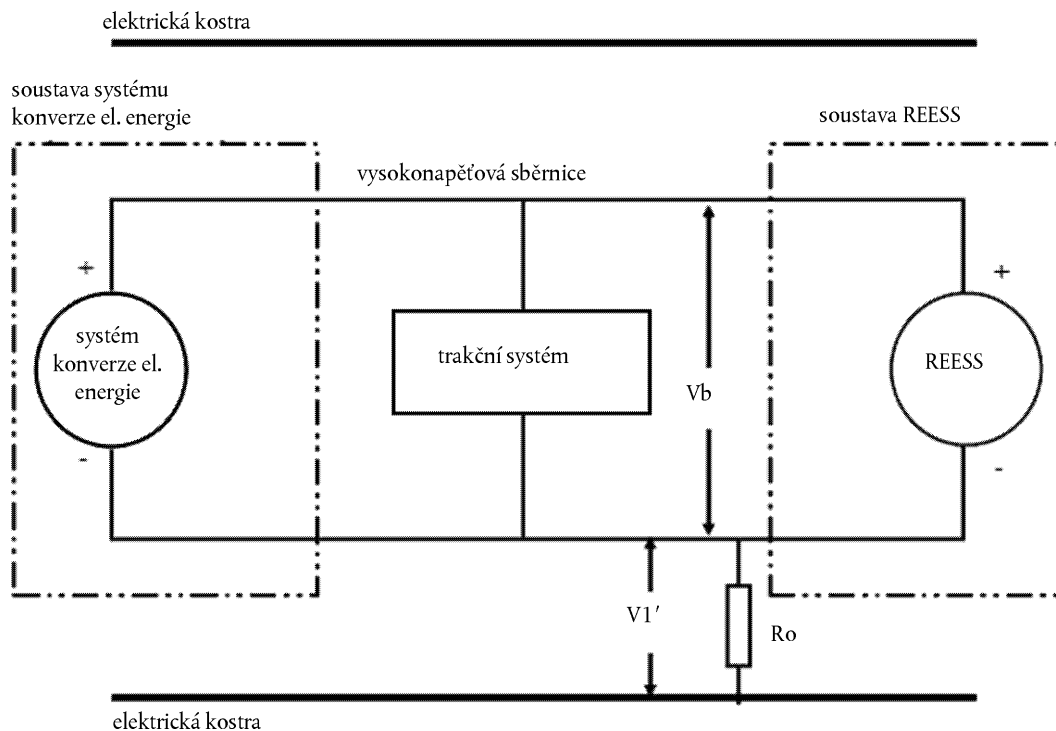 elektrická kostra
soustava systému
konverze el. energie
soustava REESS
vysokonapěťová sběrnice
+
+
systém
konverze el.
energie
trakční systém
REESS
Vb
-
-
V1′
Ro
elektrická kostra